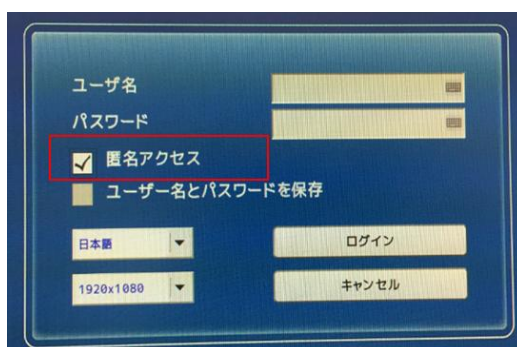 ユーザ名
パスワード
匿名アクセス
ユーザー名とパスワードを保存
日本語
ログイン
1920x1080
キャンセル